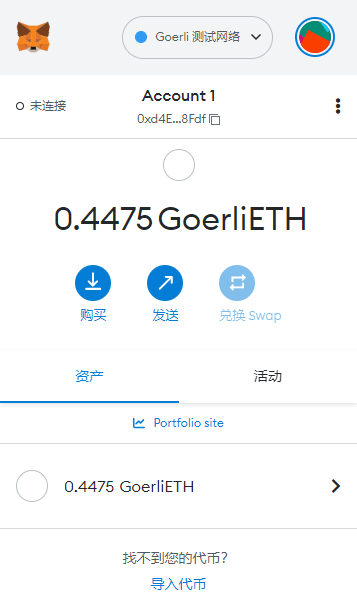 Goerli 测试网络
未连接
Account 1
0xd4E...8Fdf
0.4475 GoerliETH
购买
发送
兑换 Swap
资产
活动
Portfolio site
0.4475 GoerliETH
找不到您的代币？
导入代币